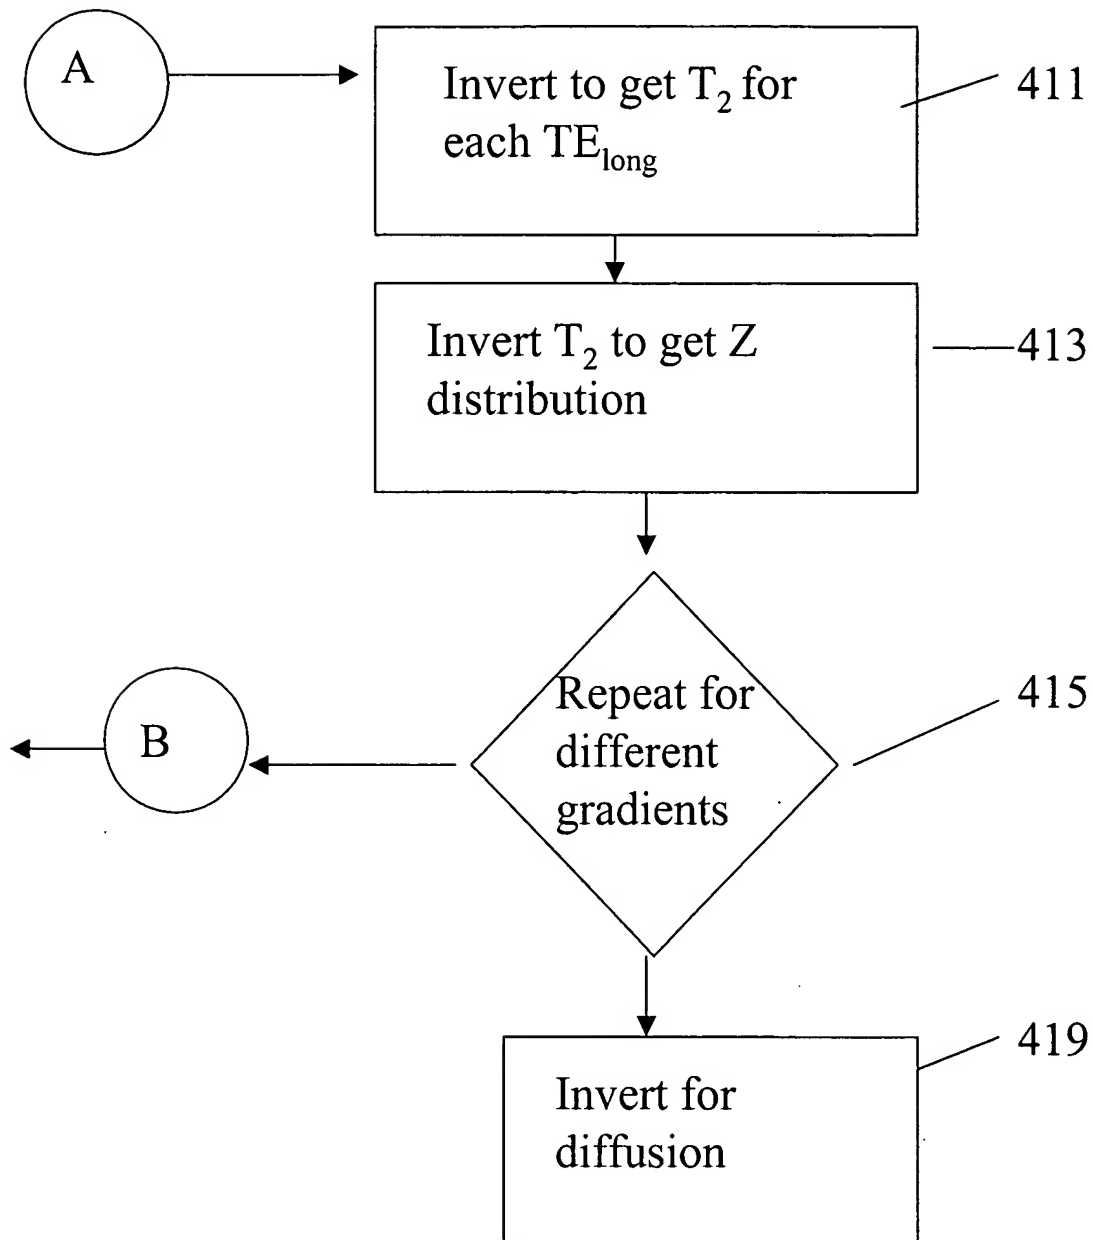 A
Invert to get T₂ for
each TE_long
411
Invert T₂ to get Z
distribution
413
Repeat for
different
gradients
415
B
Invert for
diffusion
419